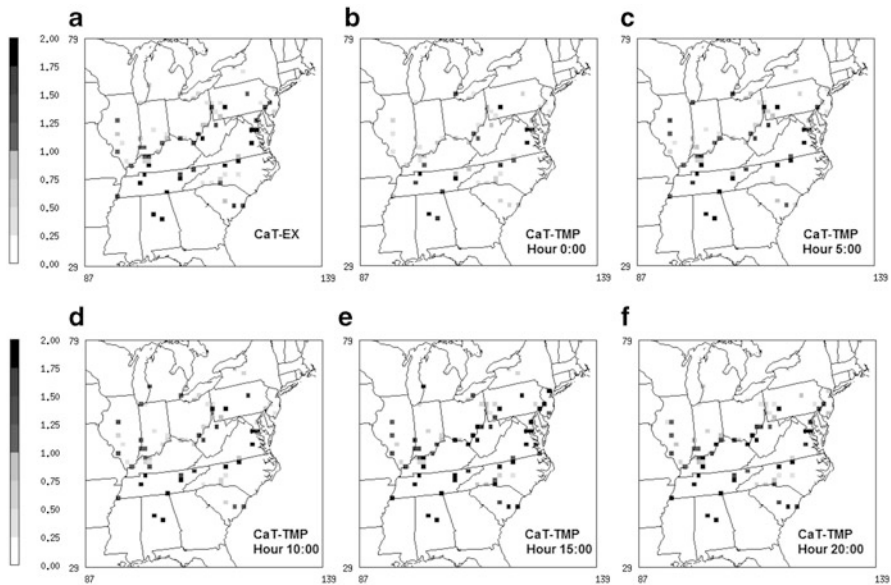 a
b
c
2.00
1.75
1.50
1.25
1.00
0.75
0.50
0.25
0.00
79
29
87
139
CaT-EX
79
29
87
139
CaT-TMP
Hour 0:00
79
29
87
139
CaT-TMP
Hour 5:00
d
e
f
2.00
1.75
1.50
1.25
1.00
0.75
0.50
0.25
0.00
79
29
87
139
CaT-TMP
Hour 10:00
79
29
87
139
CaT-TMP
Hour 15:00
79
29
87
139
CaT-TMP
Hour 20:00